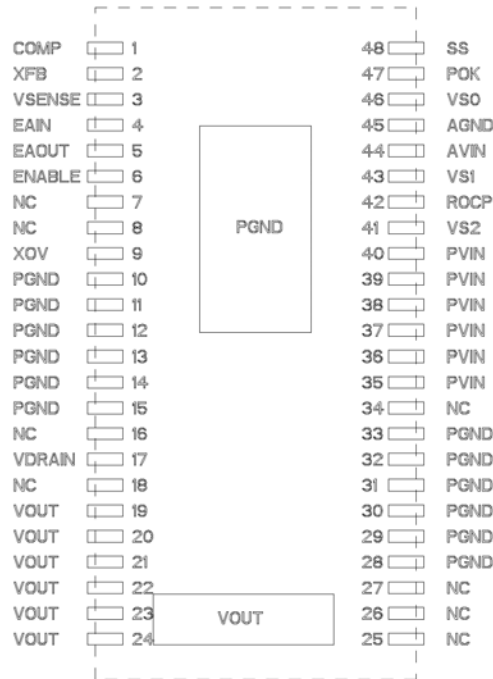 COMP 1 48 SS
XFB 2 47 POK
VSENSE 3 46 VS0
EAIN 4 45 AGND
EAOUT 5 44 AVIN
ENABLE 6 43 VS1
NC 7 42 ROCP
NC 8 PGND 41 VS2
XOV 9 40 PVIN
PGND 10 39 PVIN
PGND 11 38 PVIN
PGND 12 37 PVIN
PGND 13 36 PVIN
PGND 14 35 PVIN
PGND 15 34 NC
NC 16 33 PGND
VDRAIN 17 32 PGND
NC 18 31 PGND
VOUT 19 30 PGND
VOUT 20 29 PGND
VOUT 21 28 PGND
VOUT 22 27 NC
VOUT 23 VOUT 26 NC
VOUT 24 25 NC